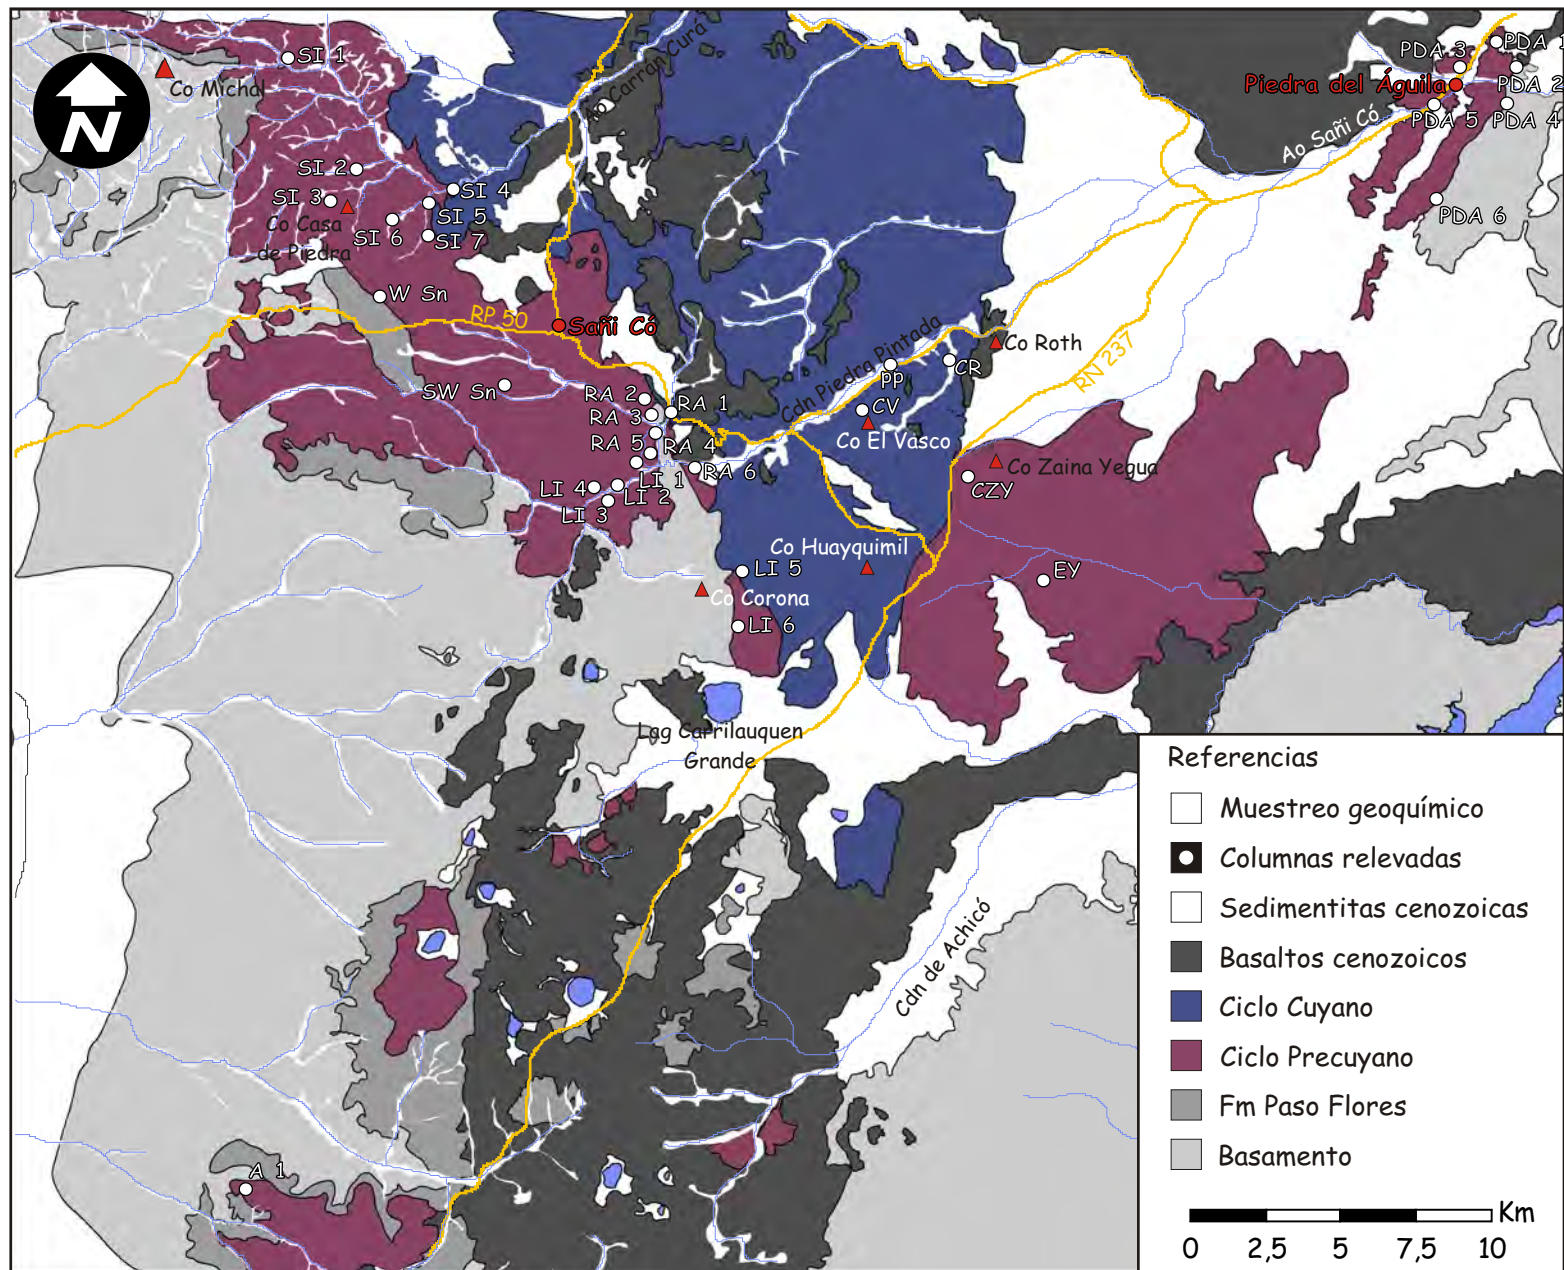 SI 1
Co Michal
N
Ao Carran Curá
PDA 3
PDA 1
Piedra del Águila
PDA 2
PDA 5
PDA 4
Ao Sañi Có
SI 2
SI 3
SI 4
SI 5
Co Casa
de Piedra
SI 6
SI 7
PDA 6
W Sn
RP 50
Sañi Có
Cdn Piedra Pintada
Co Roth
CR
PP
RN 237
SW Sn
RA 2
RA 1
RA 3
CV
RA 5
RA 4
Co El Vasco
RA 6
Co Zaina Yegua
CZY
LI 4
LI 1
LI 2
LI 3
Co Huayquimil
LI 5
EY
Co Corona
LI 6
Lag Carrilauquen
Grande
Cdn de Achicó
A 1
Referencias
Muestreo geoquímico
Columnas relevadas
Sedimentitas cenozoicas
Basaltos cenozoicos
Ciclo Cuyano
Ciclo Precuyano
Fm Paso Flores
Basamento
Km
0 2,5 5 7,5 10